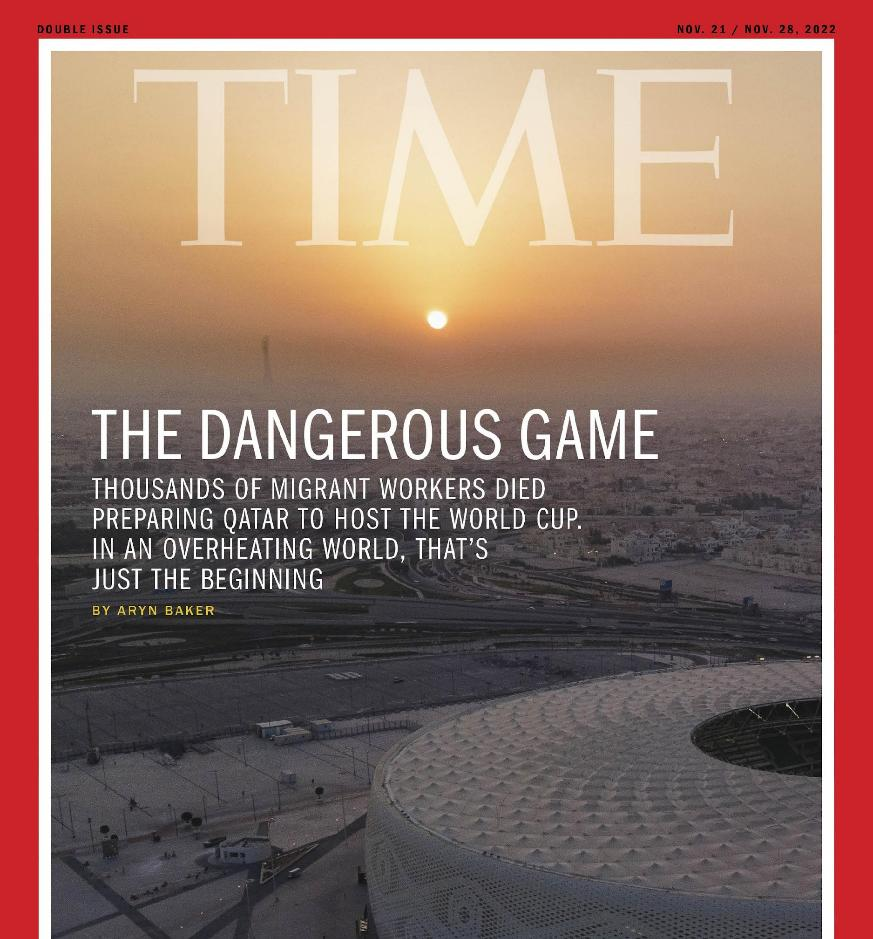 DOUBLE ISSUE
NOV. 21 / NOV. 28, 2022
TIME
THE DANGEROUS GAME
THOUSANDS OF MIGRANT WORKERS DIED
PREPARING QATAR TO HOST THE WORLD CUP.
IN AN OVERHEATING WORLD, THAT'S
JUST THE BEGINNING
BY ARYN BAKER